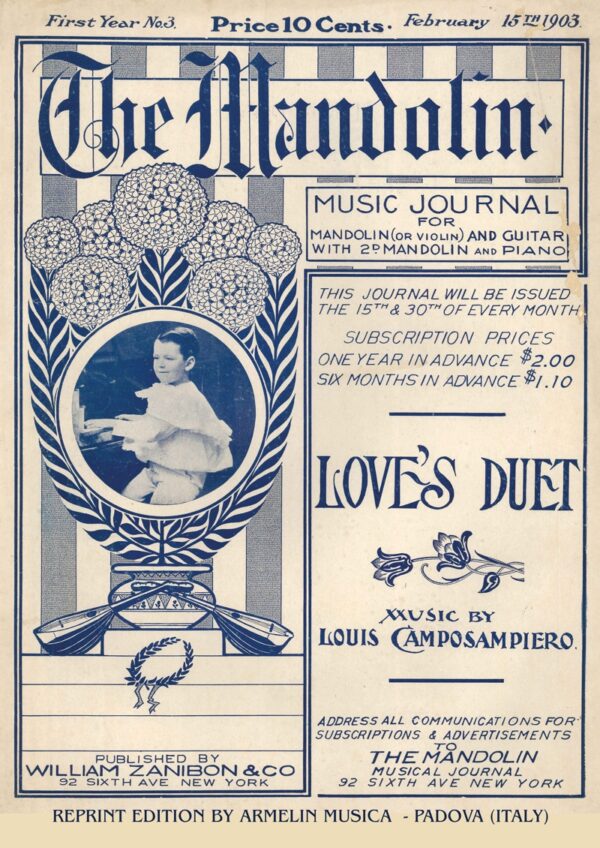 First Year No.3. Price 10 Cents. February 15TH 1903.
The Mandolin.
MUSIC JOURNAL
FOR
MANDOLIN (OR VIOLIN) AND GUITAR
WITH 2D MANDOLIN AND PIANO
THIS JOURNAL WILL BE ISSUED
THE 15TH & 30TH OF EVERY MONTH
SUBSCRIPTION PRICES
ONE YEAR IN ADVANCE $2.00
SIX MONTHS IN ADVANCE $1.10
LOVE'S DUET
MUSIC BY
LOUIS CAMPOSAMPIERO.
ADDRESS ALL COMMUNICATIONS FOR
SUBSCRIPTIONS & ADVERTISEMENTS
TO
THE MANDOLIN
MUSICAL JOURNAL
92 SIXTH AVE NEW YORK
PUBLISHED BY
WILLIAM ZANIBON & CO
92 SIXTH AVE NEW YORK
REPRINT EDITION BY ARMELIN MUSICA - PADOVA (ITALY)